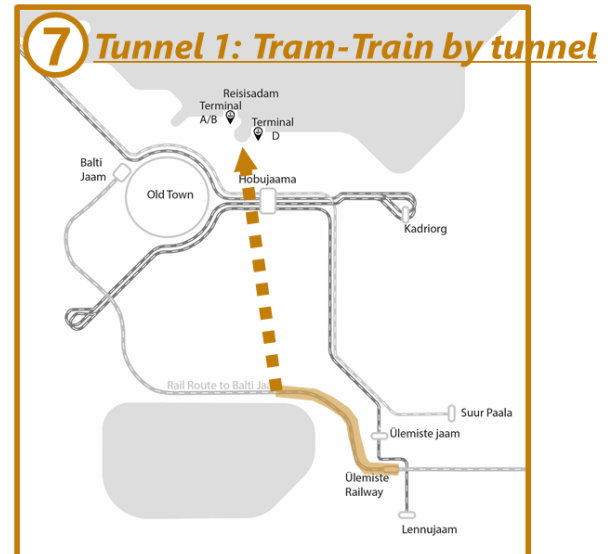 7 Tunnel 1: Tram-Train by tunnel
Reisisadam
Terminal
A/B
Terminal
D
Balti
Jaam
Old Town
Hobujaama
Kadriorg
Rail Route to Balti Jaa
Suur Paala
Ülemiste jaam
Ülemiste
Railway
Lennujaam